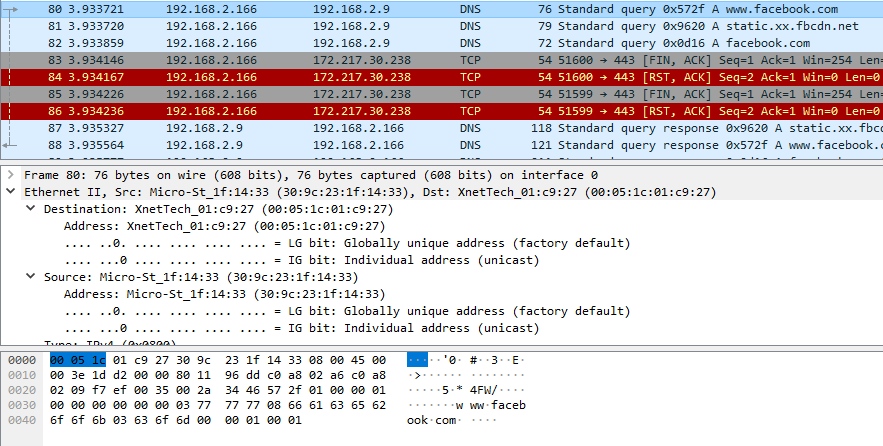 80 3.933721 192.168.2.166 192.168.2.9 DNS 76 Standard query 0x572f A www.facebook.com
81 3.933720 192.168.2.166 192.168.2.9 DNS 79 Standard query 0x9620 A static.xx.fbcdn.net
82 3.933859 192.168.2.166 192.168.2.9 DNS 72 Standard query 0x0d16 A facebook.com
83 3.934146 192.168.2.166 172.217.30.238 TCP 54 51600 → 443 [FIN, ACK] Seq=1 Ack=1 Win=254 Len=
84 3.934167 192.168.2.166 172.217.30.238 TCP 54 51600 → 443 [RST, ACK] Seq=2 Ack=1 Win=0 Len=0
85 3.934226 192.168.2.166 172.217.30.238 TCP 54 51599 → 443 [FIN, ACK] Seq=1 Ack=1 Win=254 Len=
86 3.934236 192.168.2.166 172.217.30.238 TCP 54 51599 → 443 [RST, ACK] Seq=2 Ack=1 Win=0 Len=0
87 3.935327 192.168.2.9 192.168.2.166 DNS 118 Standard query response 0x9620 A static.xx
88 3.935564 192.168.2.9 192.168.2.166 DNS 121 Standard query response 0x572f A www.facebook.c
Frame 80: 76 bytes on wire (608 bits), 76 bytes captured (608 bits) on interface 0
Ethernet II, Src: Micro-St_1f:14:33 (30:9c:23:1f:14:33), Dst: XnetTech_01:c9:27 (00:05:1c:01:c9:27)
Destination: XnetTech_01:c9:27 (00:05:1c:01:c9:27)
Address: XnetTech_01:c9:27 (00:05:1c:01:c9:27)
.... ..0. .... .... .... .... = LG bit: Globally unique address (factory default)
.... ...0 .... .... .... .... = IG bit: Individual address (unicast)
Source: Micro-St_1f:14:33 (30:9c:23:1f:14:33)
Address: Micro-St_1f:14:33 (30:9c:23:1f:14:33)
.... ..0. .... .... .... .... = LG bit: Globally unique address (factory default)
.... ...0 .... .... .... .... = IG bit: Individual address (unicast)
Type: IPv4 (0x0800)
0000 00 05 1c 01 c9 27 30 9c 23 1f 14 33 08 00 45 00 ·····'0· #··3··E·
0010 00 3e 1d d2 00 00 80 11 96 dd c0 a8 02 a6 c0 a8 ·>······ ········
0020 02 09 f7 ef 00 35 00 2a 34 46 57 2f 01 00 00 01 ·····5·* 4FW/····
0030 00 00 00 00 00 00 03 77 77 77 08 66 61 63 65 62 ·······w ww·faceb
0040 6f 6f 6b 03 63 6f 6d 00 00 01 00 01 ook·com· ····